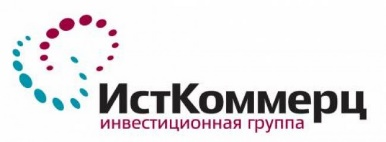 ИстКоммерц
инвестиционная группа